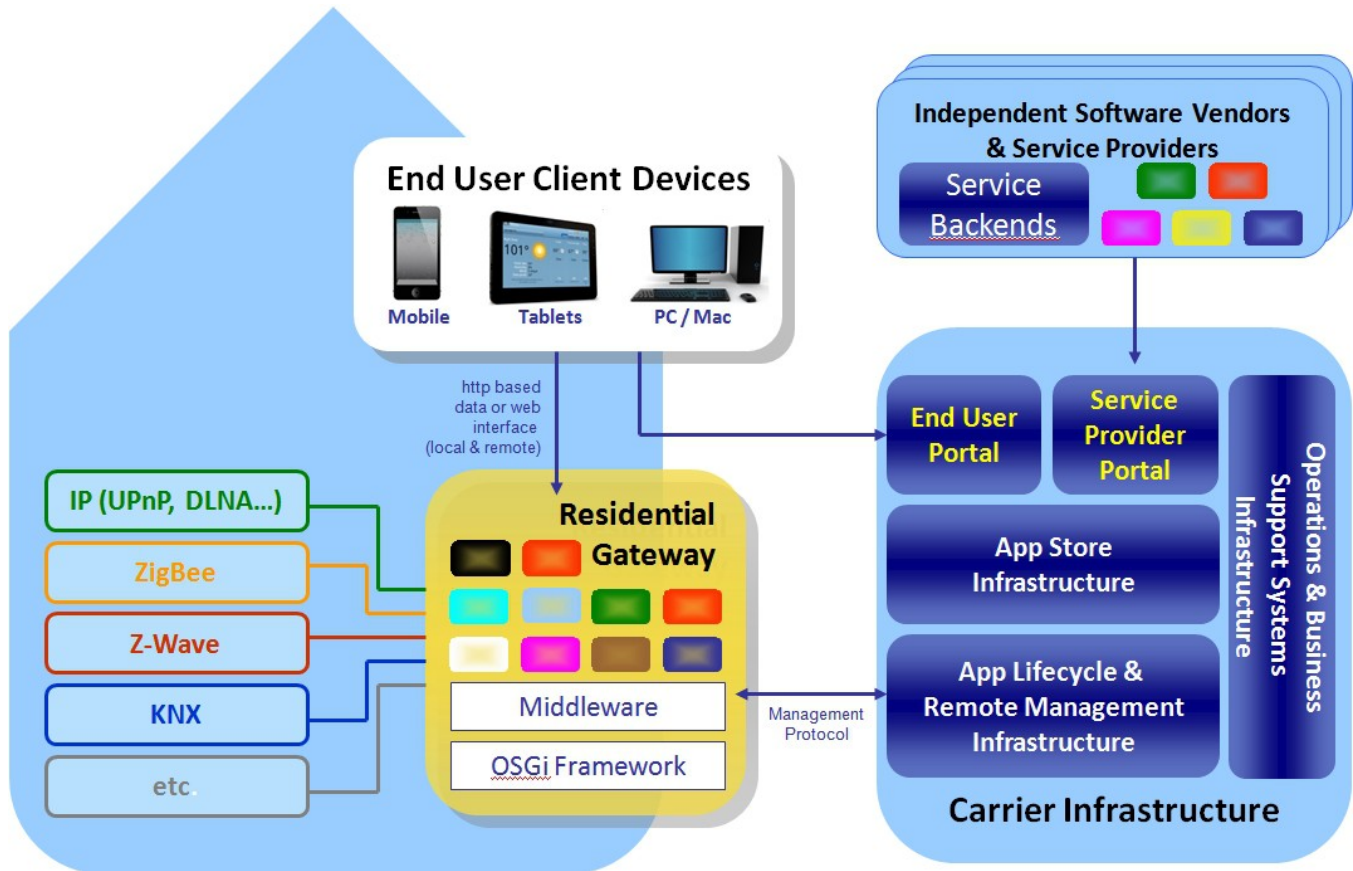 End User Client Devices
101°
Mobile
Tablets
PC / Mac
http based
data or web
interface
(local & remote)
Independent Software Vendors
& Service Providers
Service
Backends
End User
Portal
Service
Provider
Portal
App Store
Infrastructure
App Lifecycle &
Remote Management
Infrastructure
Operations & Business
Support Systems
Infrastructure
Carrier Infrastructure
IP (UPnP, DLNA...)
ZigBee
Z-Wave
KNX
etc.
Residential
Gateway
Middleware
OSGi Framework
Management
Protocol